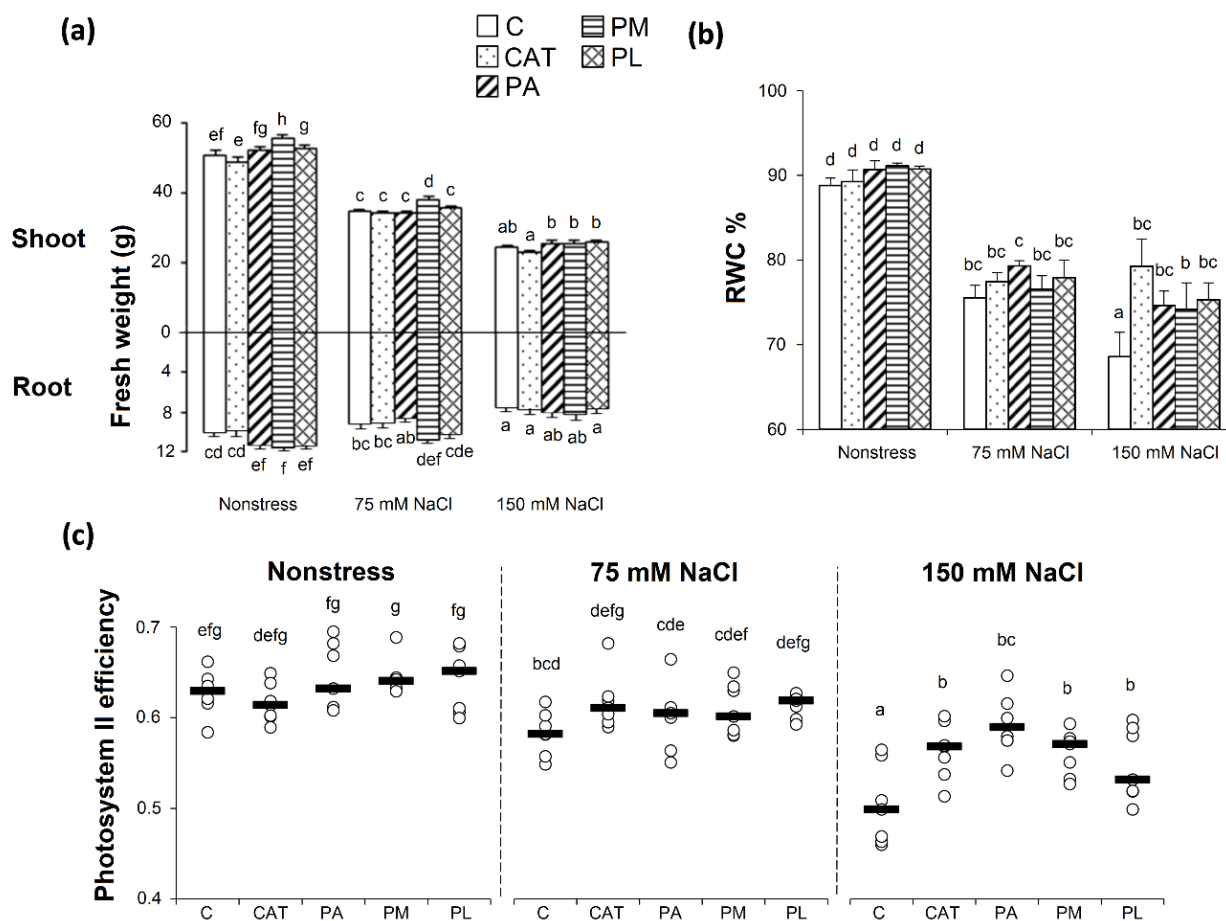 (a)
C
CAT
PA
PM
PL
Shoot
Root
Fresh weight (g)
60
40
20
0
4
8
12
ef e fg h g
c c c d c
ab a b b b
cd cd ef f ef
bc bc ab def cde
a a ab ab a
Nonstress 75 mM NaCl 150 mM NaCl
(b)
RWC %
100
90
80
70
60
d d d d d
bc bc c bc bc
a bc bc b bc
Nonstress 75 mM NaCl 150 mM NaCl
(c)
Nonstress 75 mM NaCl 150 mM NaCl
Photosystem II efficiency
0.7
0.6
0.5
0.4
efg defg fg g fg
bcd defg cde cdef defg
a b bc b b
C CAT PA PM PL C CAT PA PM PL C CAT PA PM PL